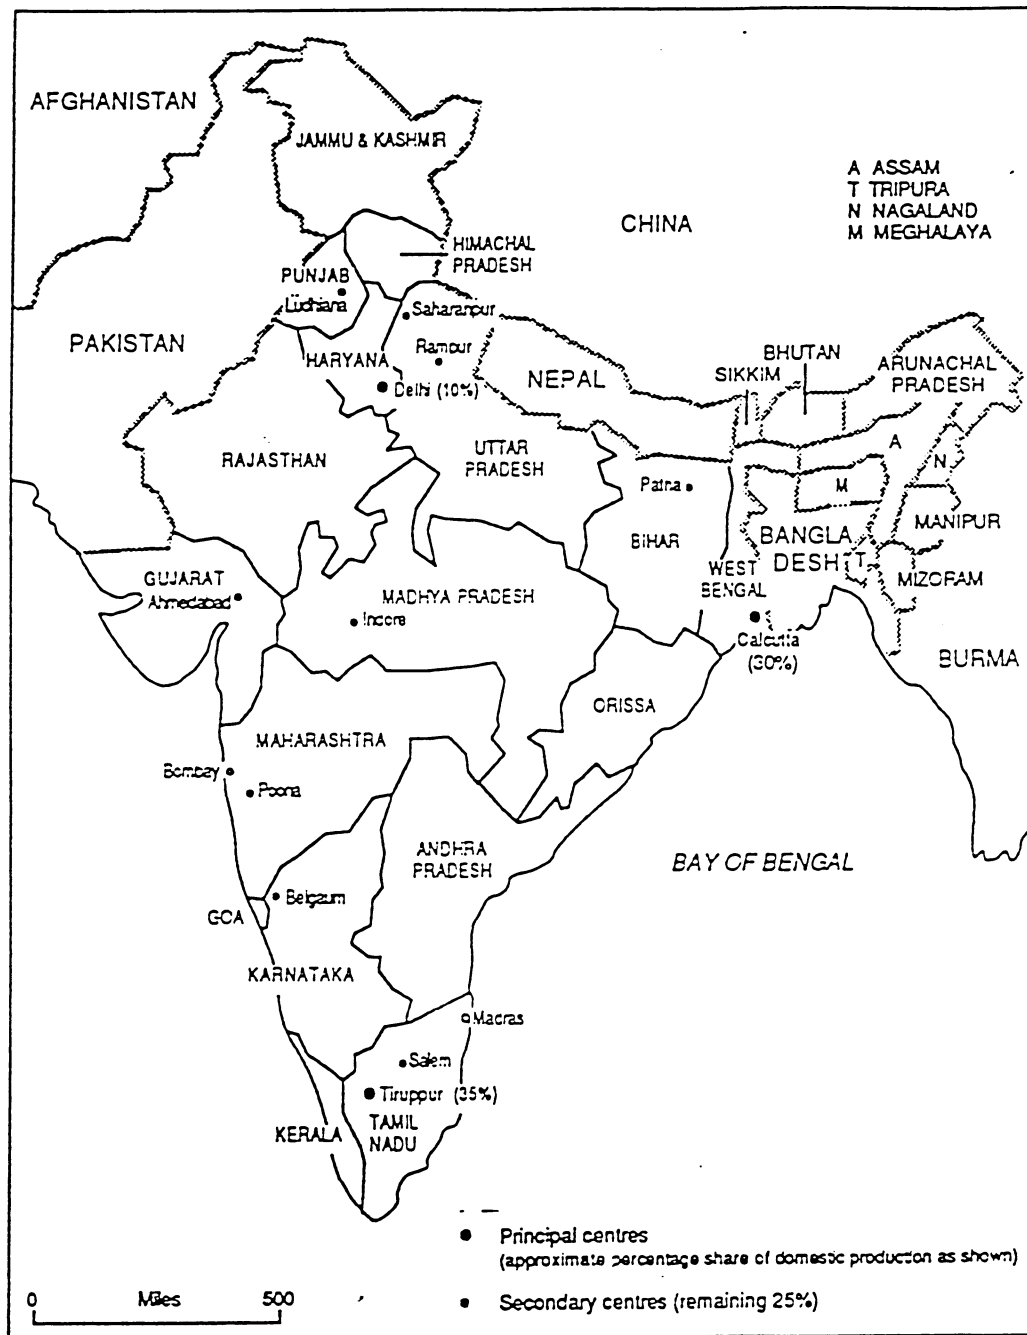 AFGHANISTAN
JAMMU & KASHMIR
A ASSAM
T TRIPURA
N NAGALAND
M MEGHALAYA
CHINA
HIMACHAL
PRADESH
PUNJAB
Ludhiana
Saharanpur
PAKISTAN
HARYANA
Rampur
Delhi (10%)
NEPAL
SIKKIM
BHUTAN
ARUNACHAL
PRADESH
RAJASTHAN
UTTAR
PRADESH
A
N
Patna
M
BIHAR
BANGLA
DESH
T
MANIPUR
MIZORAM
WEST
BENGAL
GUJARAT
Ahmedabad
MADHYA PRADESH
Indore
Calcutta
(30%)
BURMA
ORISSA
MAHARASHTRA
Bombay
Poona
ANDHRA
PRADESH
BAY OF BENGAL
Belgaum
GOA
KARNATAKA
Madras
Salem
Tiruppur (35%)
TAMIL
NADU
KERALA
Principal centres
(approximate percentage share of domestic production as shown)
Secondary centres (remaining 25%)
0 Miles 500